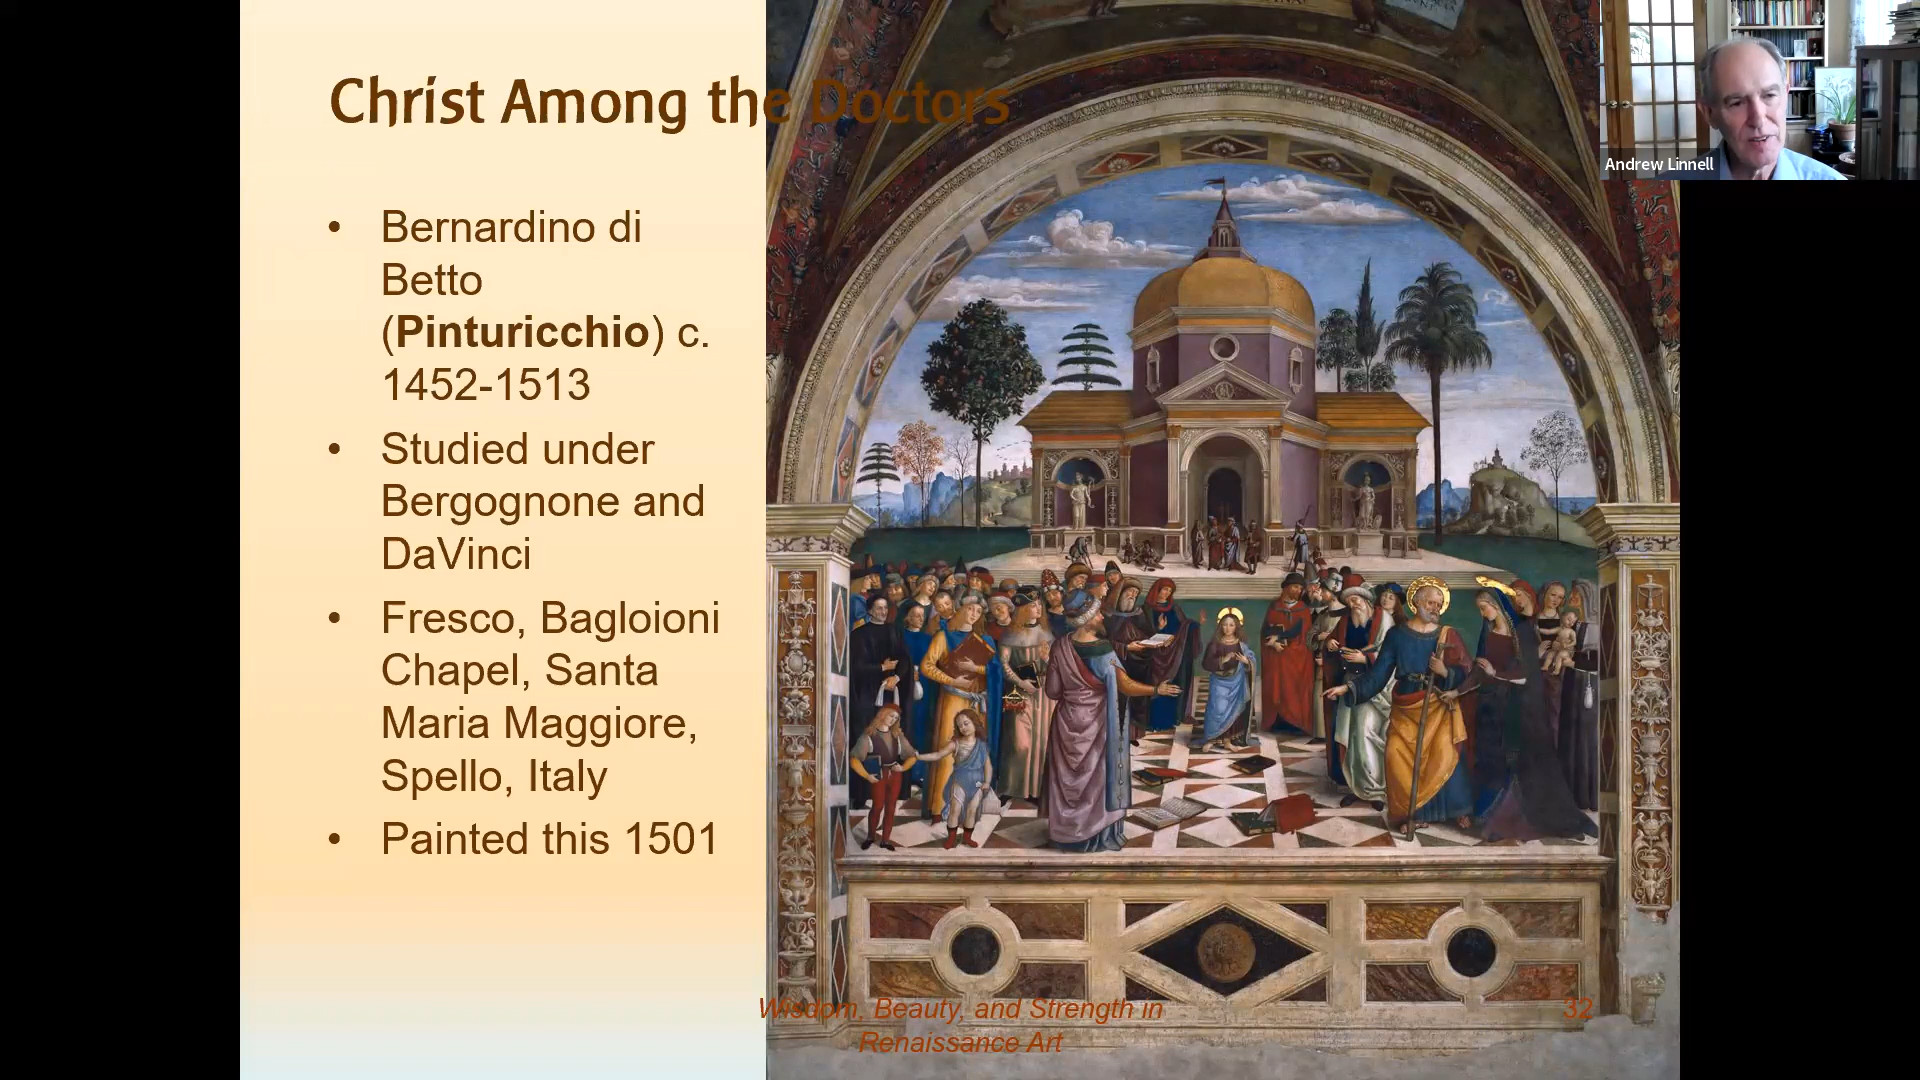 Christ Among the Doctors
Andrew Linnell
• Bernardino di
Betto
(Pinturicchio) c.
1452-1513
• Studied under
Bergognone and
DaVinci
• Fresco, Bagloioni
Chapel, Santa
Maria Maggiore,
Spello, Italy
• Painted this 1501
Wisdom, Beauty, and Strength in
Renaissance Art
32